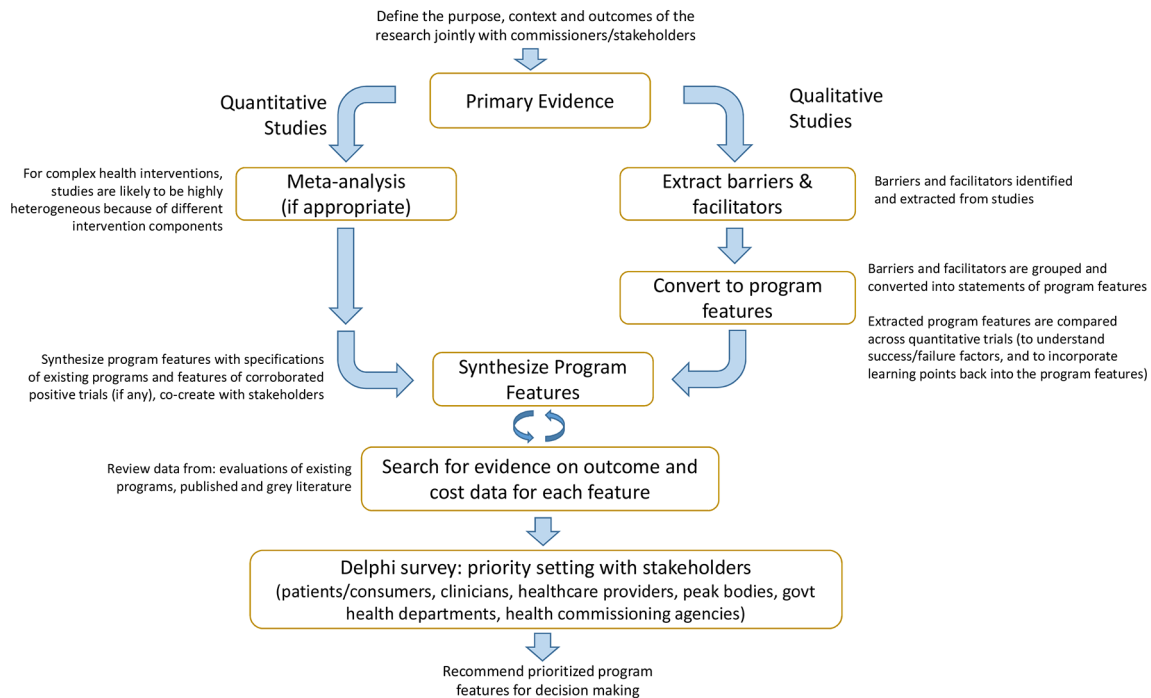 Define the purpose, context and outcomes of the
research jointly with commissioners/stakeholders
Primary Evidence
Quantitative
Studies
Qualitative
Studies
For complex health interventions,
studies are likely to be highly
heterogeneous because of different
intervention components
Meta-analysis
(if appropriate)
Extract barriers &
facilitators
Barriers and facilitators identified
and extracted from studies
Convert to program
features
Barriers and facilitators are grouped and
converted into statements of program features
Extracted program features are compared
across quantitative trials (to understand
success/failure factors, and to incorporate
learning points back into the program features)
Synthesize program features with specifications
of existing programs and features of corroborated
positive trials (if any), co-create with stakeholders
Synthesize Program
Features
Review data from: evaluations of existing
programs, published and grey literature
Search for evidence on outcome and
cost data for each feature
Delphi survey: priority setting with stakeholders
(patients/consumers, clinicians, healthcare providers, peak bodies, govt
health departments, health commissioning agencies)
Recommend prioritized program
features for decision making